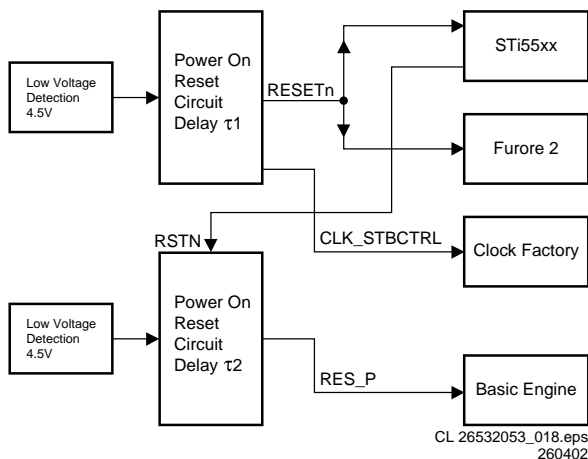 Low Voltage
Detection
4.5V
Power On
Reset
Circuit
Delay τ1
RESETn
STi55xx
Furore 2
RSTN
CLK_STBCTRL
Clock Factory
Low Voltage
Detection
4.5V
Power On
Reset
Circuit
Delay τ2
RES_P
Basic Engine
CL 26532053_018.eps
260402